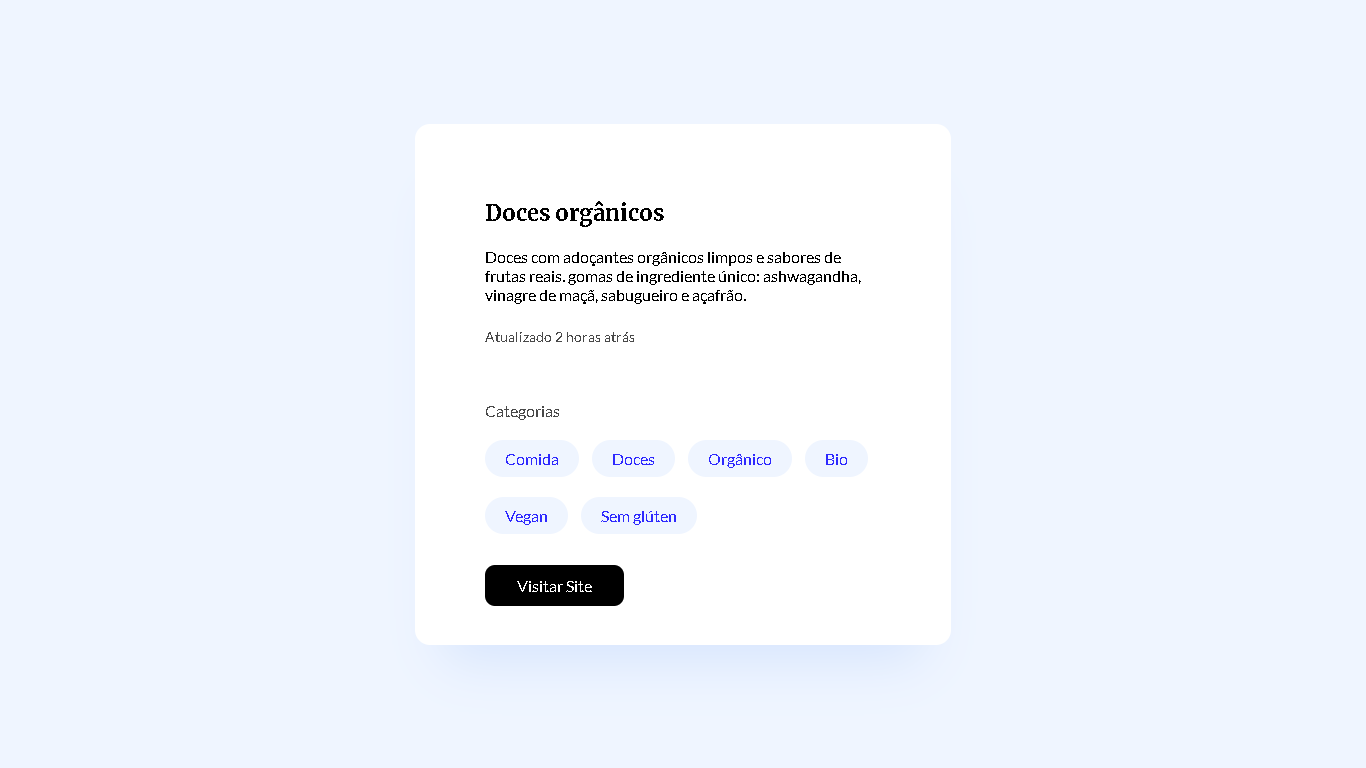 Doces orgânicos
Doces com adoçantes orgânicos limpos e sabores de
frutas reais. gomas de ingrediente único: ashwagandha,
vinagre de maçã, sabugueiro e açafrão.
Atualizado 2 horas atrás
Categorias
Comida Doces Orgânico Bio
Vegan Sem glúten
Visitar Site